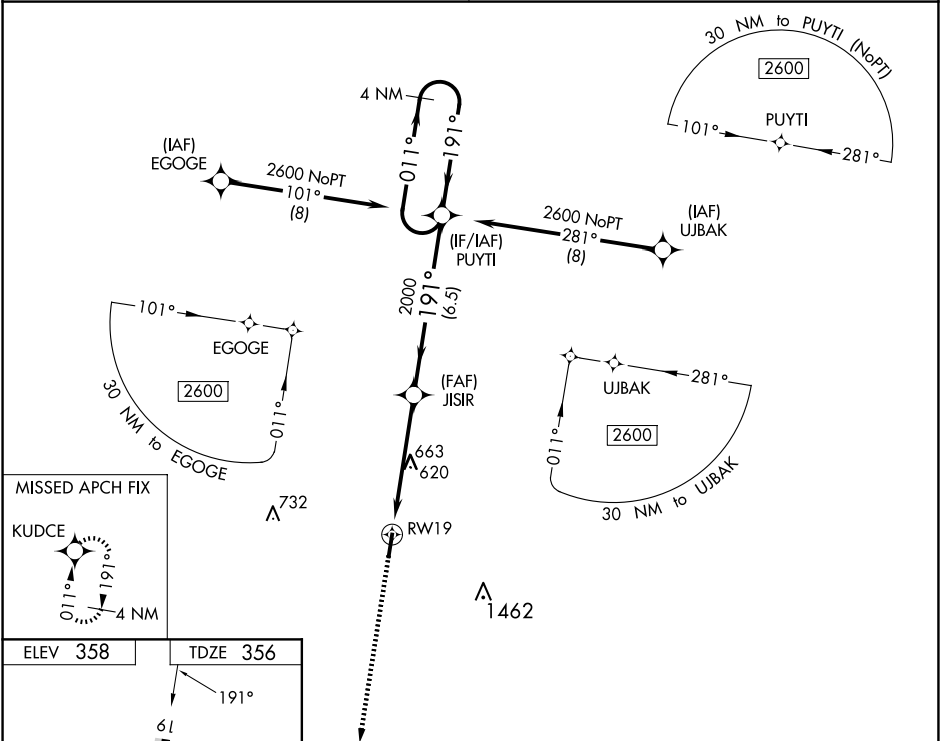 30 NM to PUYTI (NoPT)
2600
PUYTI
101°
281°
4 NM
011°
191°
(IAF)
EGOGE
2600 NoPT
101°
(8)
(IF/IAF)
PUYTI
2600 NoPT
281°
(8)
(IAF)
UJBAK
2000
191°
(6.5)
101°
EGOGE
2600
011°
30 NM to EGOGE
(FAF)
JISIR
UJBAK
281°
2600
011°
30 NM to UJBAK
663
620
732
RW19
1462
MISSED APCH FIX
KUDCE
011°
191°
4 NM
ELEV 358
TDZE 356
191°
19